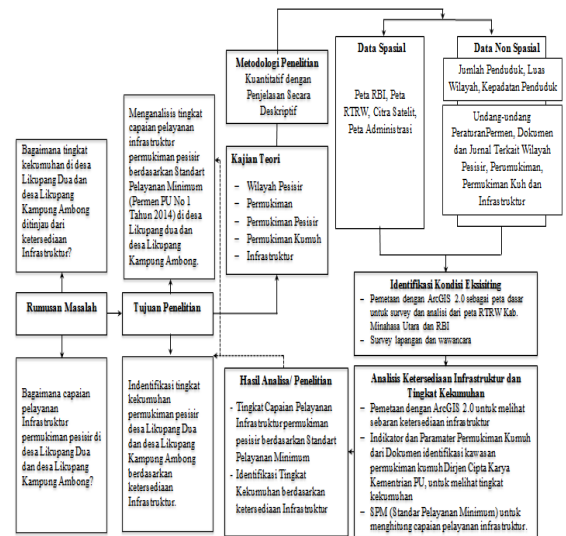 Metodologi Penelitian
Kuantitatif dengan
Penjelasan Secara
Deskriptif
Data Spasial
Peta RBI, Peta
RTRW, Citra Satelit,
Peta Administrasi
Data Non Spasial
Jumlah Penduduk, Luas
Wilayah, Kepadatan Penduduk
Undang-undang
PeraturanPermen, Dokumen
dan Jurnal Terkait Wilayah
Pesisir, Perumukiman,
Permukiman Kuh dan
Infrastruktur
Bagaimana tingkat
kekumuhan di desa
Likupang Dua dan
desa Likupang
Kampung Ambong
ditinjau dari
ketersediaan
Infrastruktur?
Menganalisis tingkat
capaian pelayanan
infrastruktur
permukiman pesisir
berdasarkan Standart
Pelayanan Minimum
(Permen PU No 1
Tahun 2014) di desa
Likupang dua dan
desa Likupang
Kampung Ambong.
Kajian Teori
– Wilayah Pesisir
– Permukiman
– Permukiman Pesisir
– Permukiman Kumuh
– Infrastruktur
Rumusan Masalah
Tujuan Penelitian
Identifikasi Kondisi Eksisiting
– Pemetaan dengan ArcGIS 2.0 sebagai peta dasar
untuk survey dan analisi dari peta RTRW Kab.
Minahasa Utara dan RBI
– Survey lapangan dan wawancara
Bagaimana capaian
pelayanan
Infrastruktur
permukiman pesisir di
desa Likupang Dua
dan desa Likupang
Kampung Ambong?
Indentifikasi tingkat
kekumuhan
permukiman pesisir
desa Likupang Dua
dan desa Likupang
Kampung Ambong
berdasarkan
ketersediaan
Infrastruktur.
Hasil Analisa/ Penelitian
- Tingkat Capaian Pelayanan
Infrastruktur permukiman
pesisir berdasarkan Standart
Pelayanan Minimum
- Identifikasi Tingkat
Kekumuhan berdasarkan
ketersediaan Infrastruktur
Analisis Ketersediaan Infrastruktur dan
Tingkat Kekumuhan
– Pemetaan dengan ArcGIS 2.0 untuk melihat
sebaran ketersediaan infrastruktur
– Indikator dan Paramater Permukiman Kumuh
dari Dokumen identifikasi kawasan
permukiman kumuh Dirjen Cipta Karya
Kementrian PU, untuk melihat tingkat
kekumuhan
– SPM (Standar Pelayanan Minimum) untuk
menghitung capaian pelayanan infrastruktur.